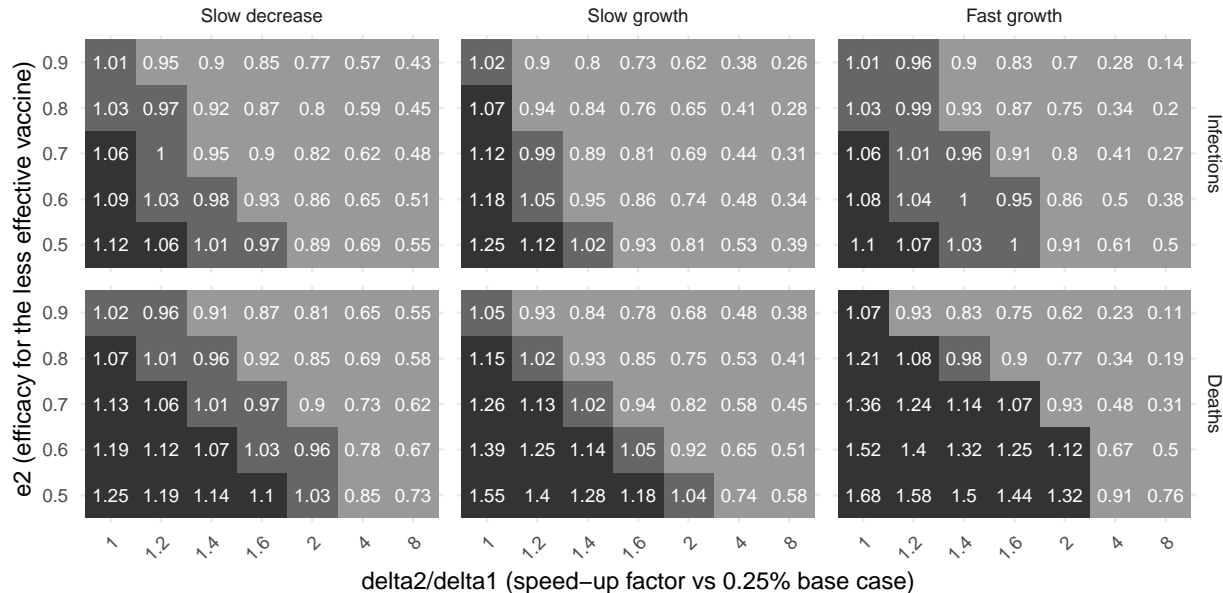 Slow decrease Slow growth Fast growth
0.9 1.01 0.95 0.9 0.85 0.77 0.57 0.43 1.02 0.9 0.8 0.73 0.62 0.38 0.26 1.01 0.96 0.9 0.83 0.7 0.28 0.14
0.8 1.03 0.97 0.92 0.87 0.8 0.59 0.45 1.07 0.94 0.84 0.76 0.65 0.41 0.28 1.03 0.99 0.93 0.87 0.75 0.34 0.2
0.7 1.06 1 0.95 0.9 0.82 0.62 0.48 1.12 0.99 0.89 0.81 0.69 0.44 0.31 1.06 1.01 0.96 0.91 0.8 0.41 0.27
0.6 1.09 1.03 0.98 0.93 0.86 0.65 0.51 1.18 1.05 0.95 0.86 0.74 0.48 0.34 1.08 1.04 1 0.95 0.86 0.5 0.38
0.5 1.12 1.06 1.01 0.97 0.89 0.69 0.55 1.25 1.12 1.02 0.93 0.81 0.53 0.39 1.1 1.07 1.03 1 0.91 0.61 0.5
Infections
0.9 1.02 0.96 0.91 0.87 0.81 0.65 0.55 1.05 0.93 0.84 0.78 0.68 0.48 0.38 1.07 0.93 0.83 0.75 0.62 0.23 0.11
0.8 1.07 1.01 0.96 0.92 0.85 0.69 0.58 1.15 1.02 0.93 0.85 0.75 0.53 0.41 1.21 1.08 0.98 0.9 0.77 0.34 0.19
0.7 1.13 1.06 1.01 0.97 0.9 0.73 0.62 1.26 1.13 1.02 0.94 0.82 0.58 0.45 1.36 1.24 1.14 1.07 0.93 0.48 0.31
0.6 1.19 1.12 1.07 1.03 0.96 0.78 0.67 1.39 1.25 1.14 1.05 0.92 0.65 0.51 1.52 1.4 1.32 1.25 1.12 0.67 0.5
0.5 1.25 1.19 1.14 1.1 1.03 0.85 0.73 1.55 1.4 1.28 1.18 1.04 0.74 0.58 1.68 1.58 1.5 1.44 1.32 0.91 0.76
Deaths
1 1.2 1.4 1.6 2 4 8 1 1.2 1.4 1.6 2 4 8 1 1.2 1.4 1.6 2 4 8
delta2/delta1 (speed−up factor vs 0.25% base case)
e2 (efficacy for the less effective vaccine)